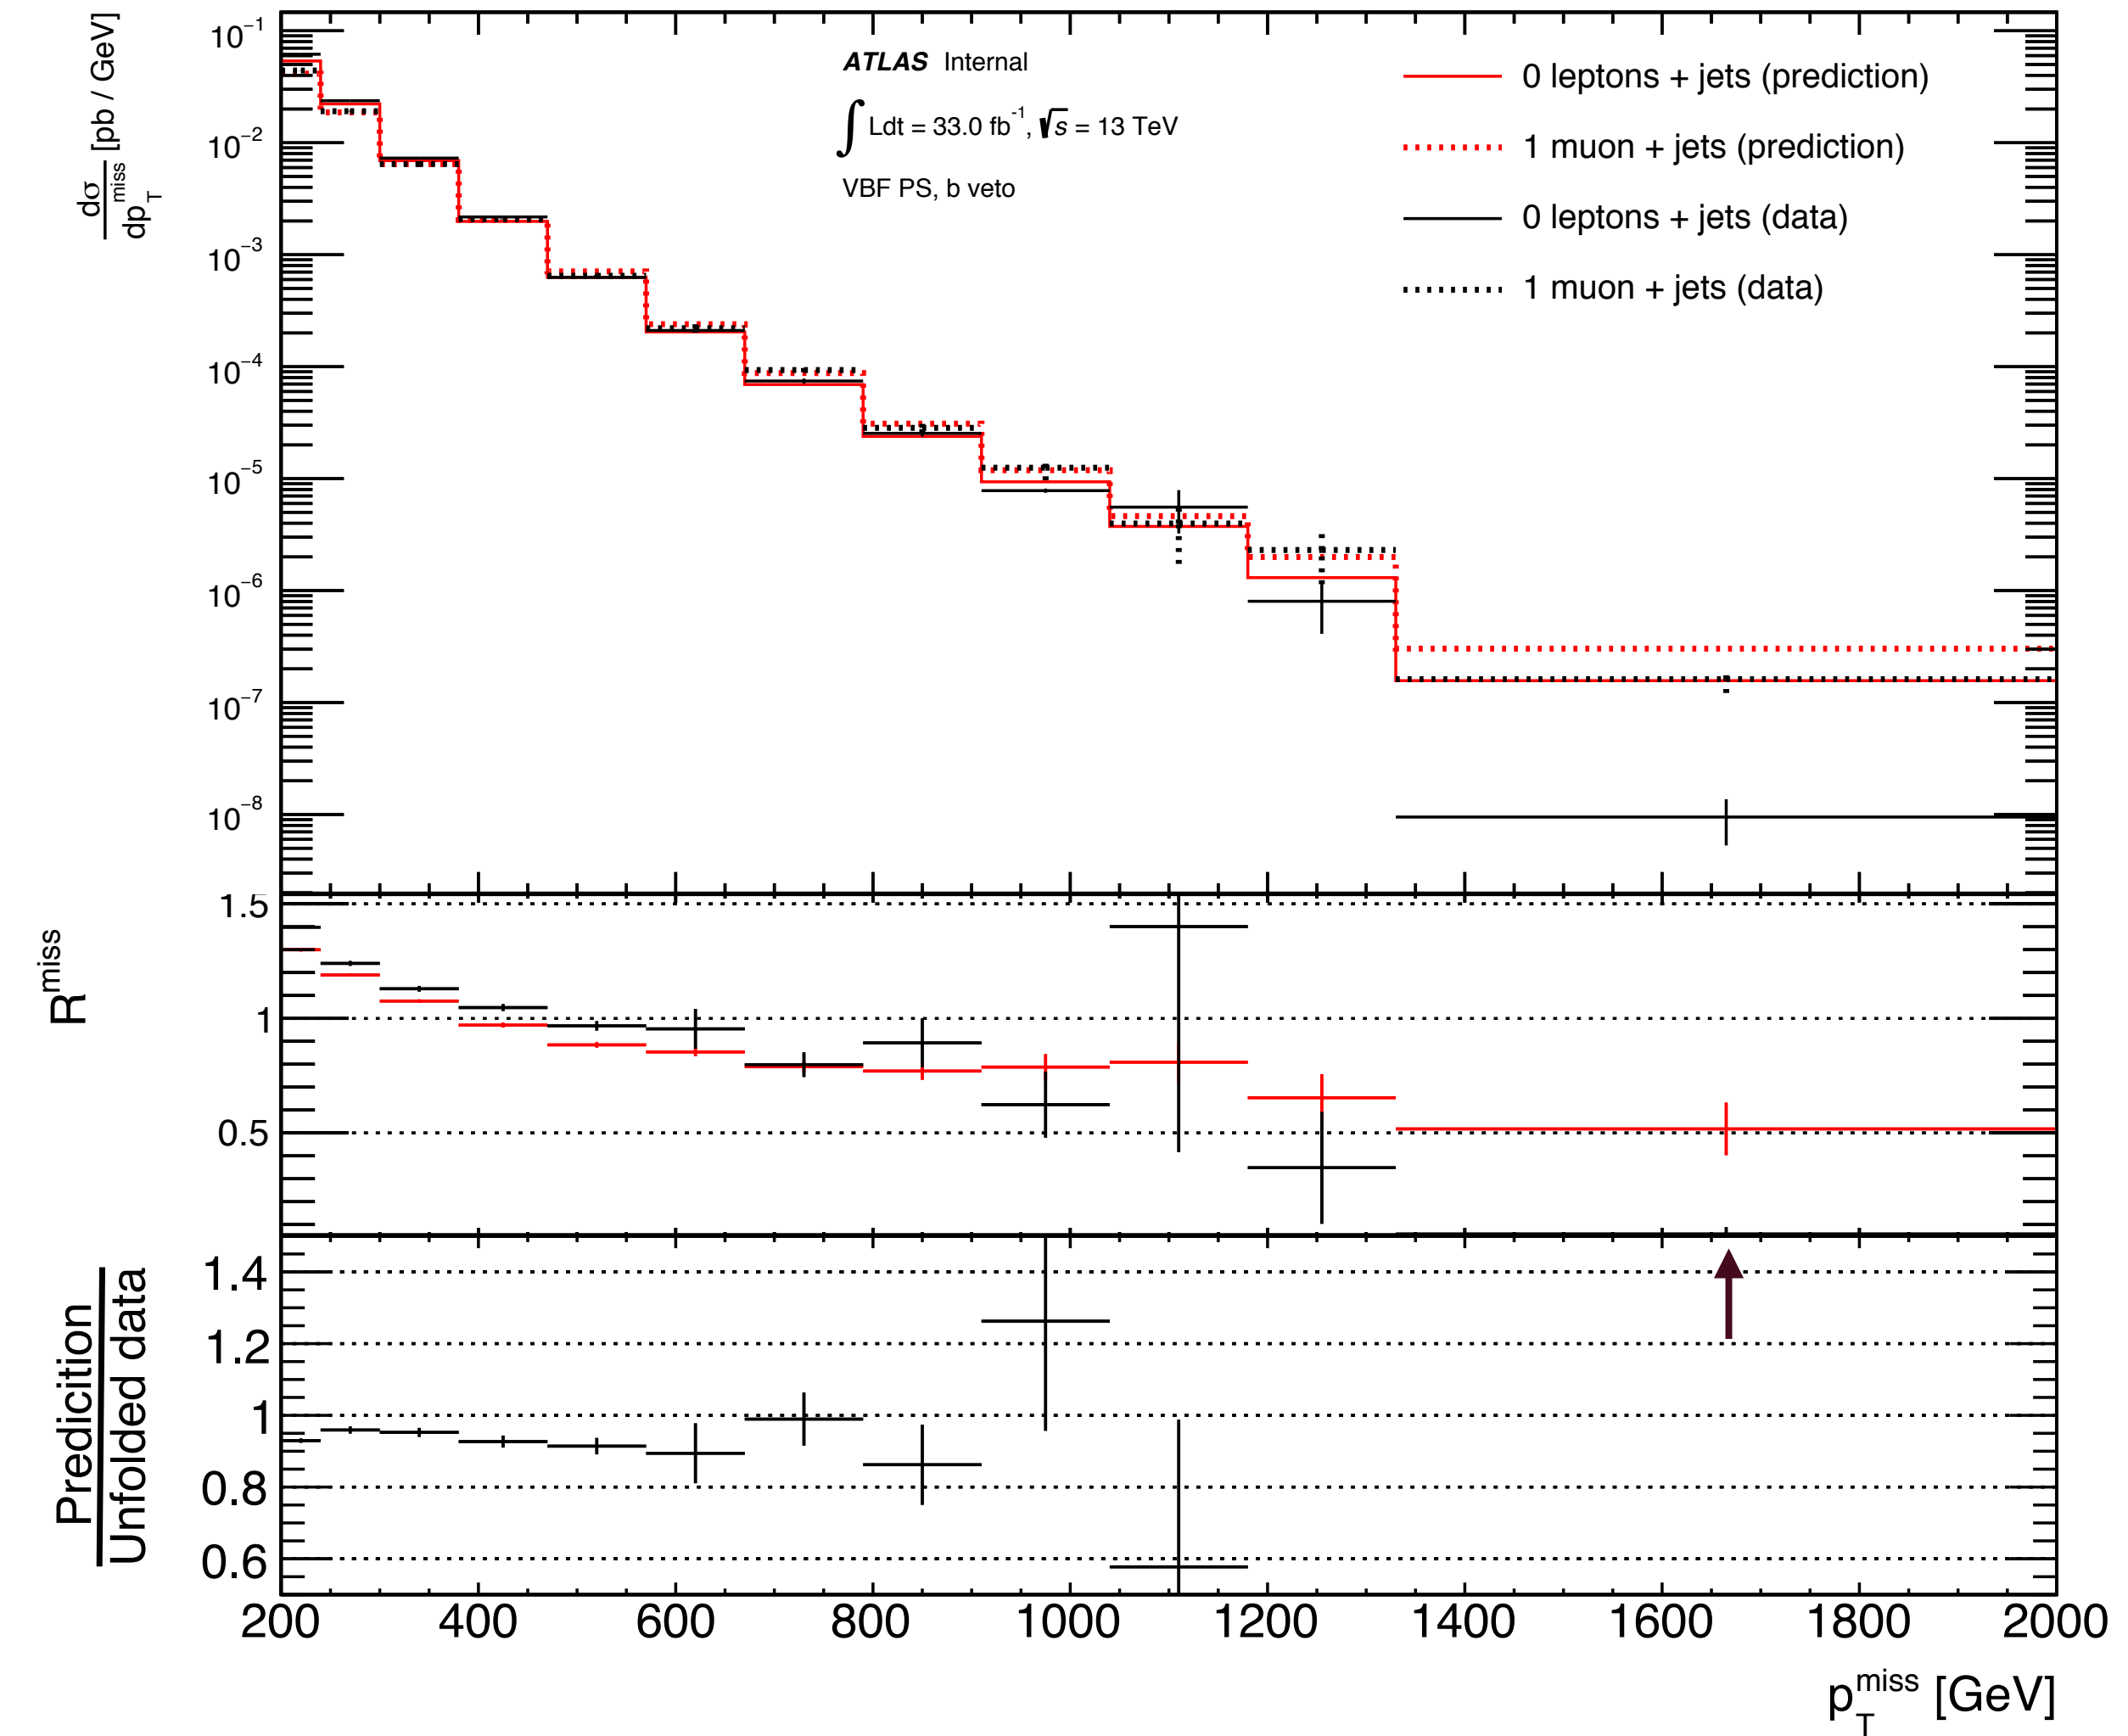 dσ
dp_T^miss [pb / GeV]
10^−1
10^−2
10^−3
10^−4
10^−5
10^−6
10^−7
10^−8
ATLAS Internal
∫ Ldt = 33.0 fb^-1, √s = 13 TeV
VBF PS, b veto
0 leptons + jets (prediction)
1 muon + jets (prediction)
0 leptons + jets (data)
1 muon + jets (data)
R^miss
1.5
1
0.5
Predicition
Unfolded data
1.4
1.2
1
0.8
0.6
200 400 600 800 1000 1200 1400 1600 1800 2000
p_T^miss [GeV]